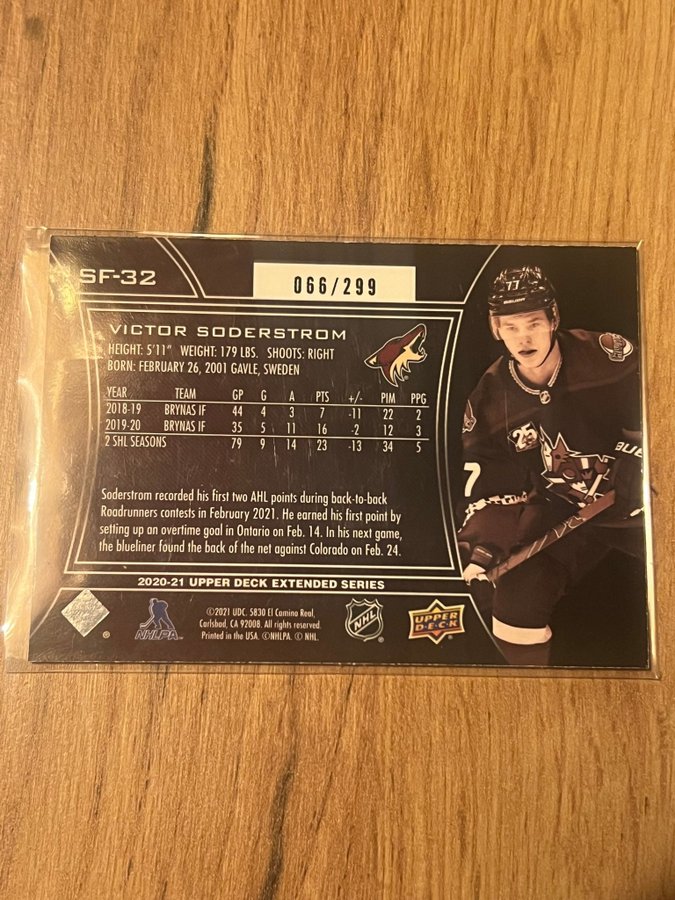 SF-32
066/299
VICTOR SODERSTROM
HEIGHT: 5'11" WEIGHT: 179 LBS. SHOOTS: RIGHT
BORN: FEBRUARY 26, 2001 GAVLE, SWEDEN
YEAR TEAM GP G A PTS +/- PIM PPG
2018-19 BRYNAS IF 44 4 3 7 -11 22 2
2019-20 BRYNAS IF 35 5 11 16 -2 12 3
2 SHL SEASONS 79 9 14 23 -13 34 5
Soderstrom recorded his first two AHL points during back-to-back
Roadrunners contests in February 2021. He earned his first point by
setting up an overtime goal in Ontario on Feb. 14. In his next game,
the blueliner found the back of the net against Colorado on Feb. 24.
2020-21 UPPER DECK EXTENDED SERIES
©2021 UDC. 5830 El Camino Real,
Carlsbad, CA 92008. All rights reserved.
Printed in the USA. ©NHLPA. © NHL.
®
NHLPA
NHL
UPPER
DECK
77
25
7